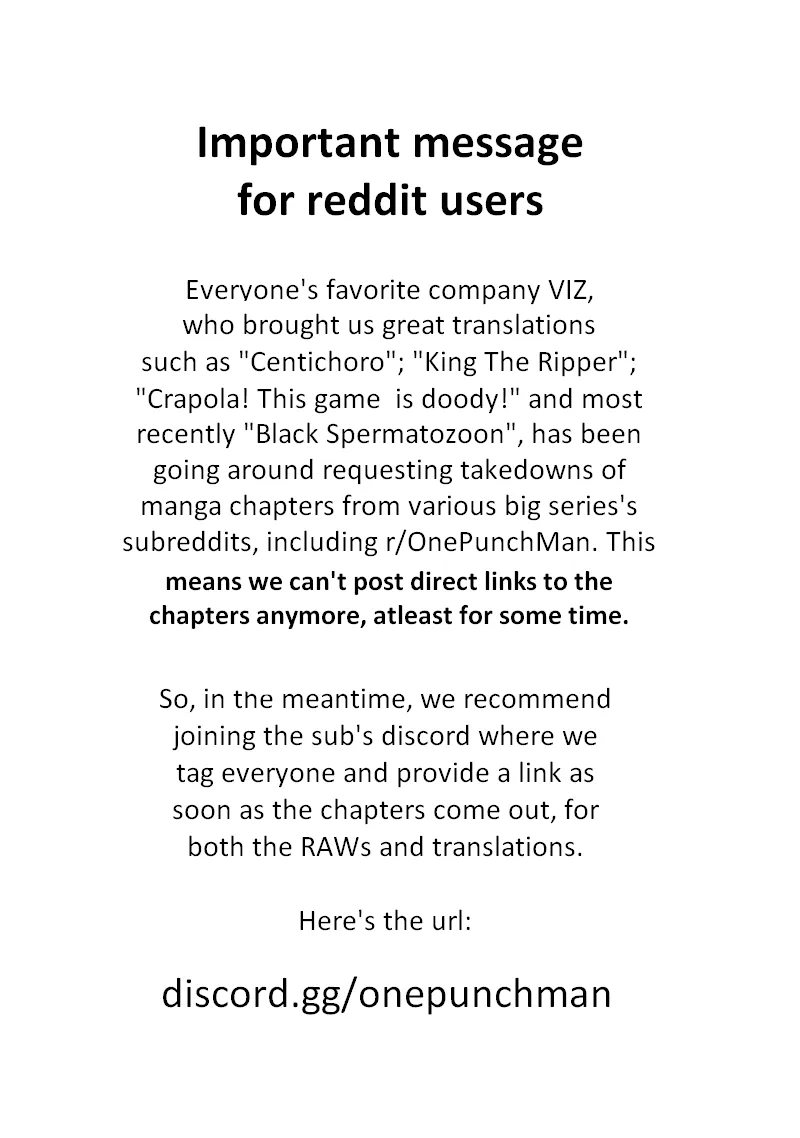 Important message
for reddit users
Everyone's favorite company VIZ,
who brought us great translations
such as "Centichoro"; "King The Ripper";
"Crapola! This game  is doody!" and most
recently "Black Spermatozoon", has been
going around requesting takedowns of
manga chapters from various big series's
subreddits, including r/OnePunchMan. This
means we can't post direct links to the
chapters anymore, atleast for some time.
So, in the meantime, we recommend
joining the sub's discord where we
tag everyone and provide a link as
soon as the chapters come out, for
both the RAWs and translations.
Here's the url:
discord.gg/onepunchman